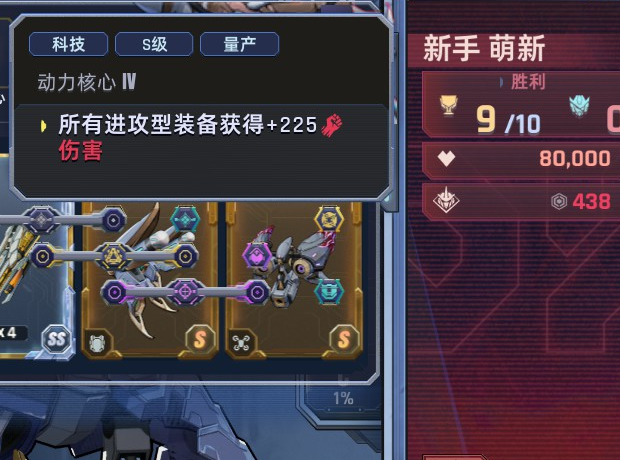 科技 S级 量产
动力核心 IV
所有进攻型装备获得+225
伤害
新手 萌新
胜利
9/10
80,000
438
x4
SS
S
S
1%